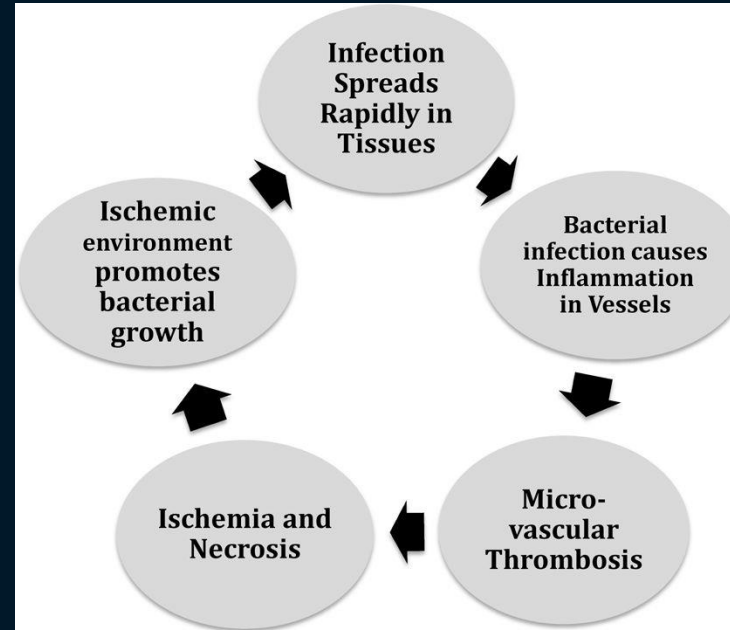 Infection
Spreads
Rapidly in
Tissues
Bacterial
infection causes
Inflammation
in Vessels
Micro-
vascular
Thrombosis
Ischemia and
Necrosis
Ischemic
environment
promotes
bacterial
growth